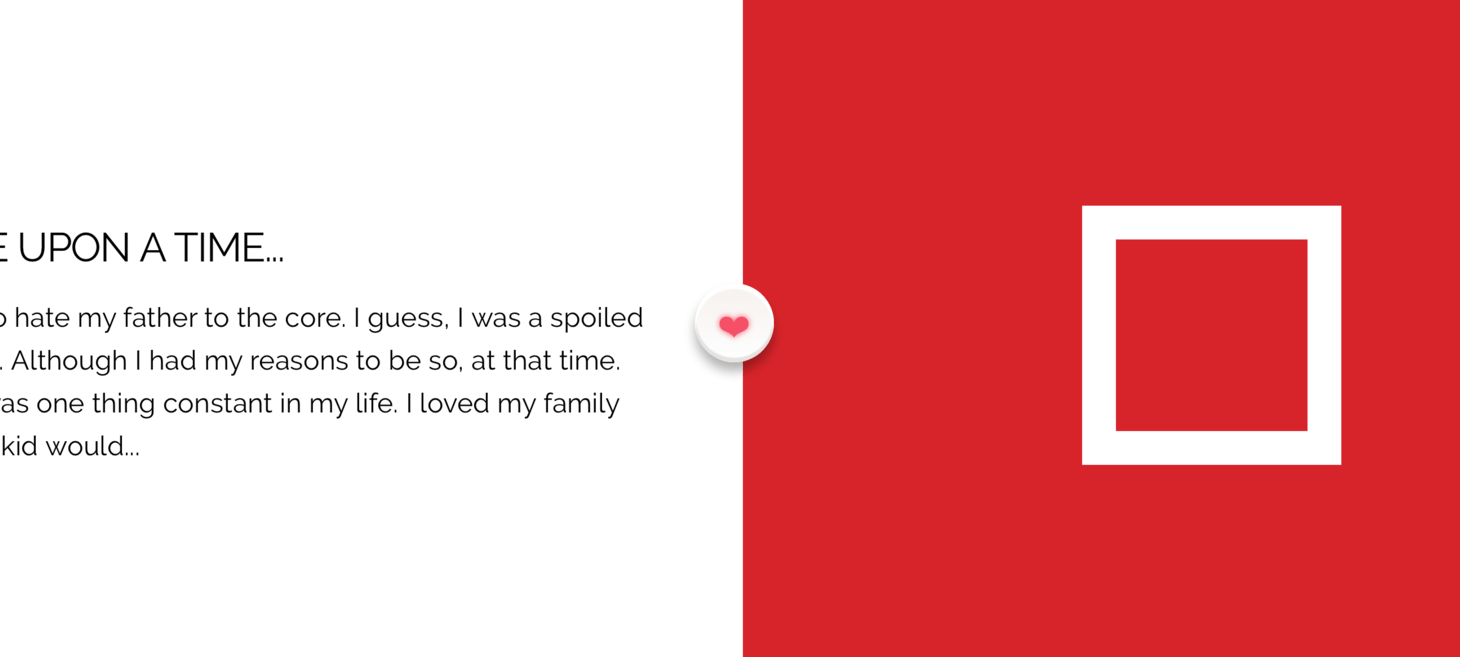 E UPON A TIME...
o hate my father to the core. I guess, I was a spoiled
. Although I had my reasons to be so, at that time.
as one thing constant in my life. I loved my family
kid would...